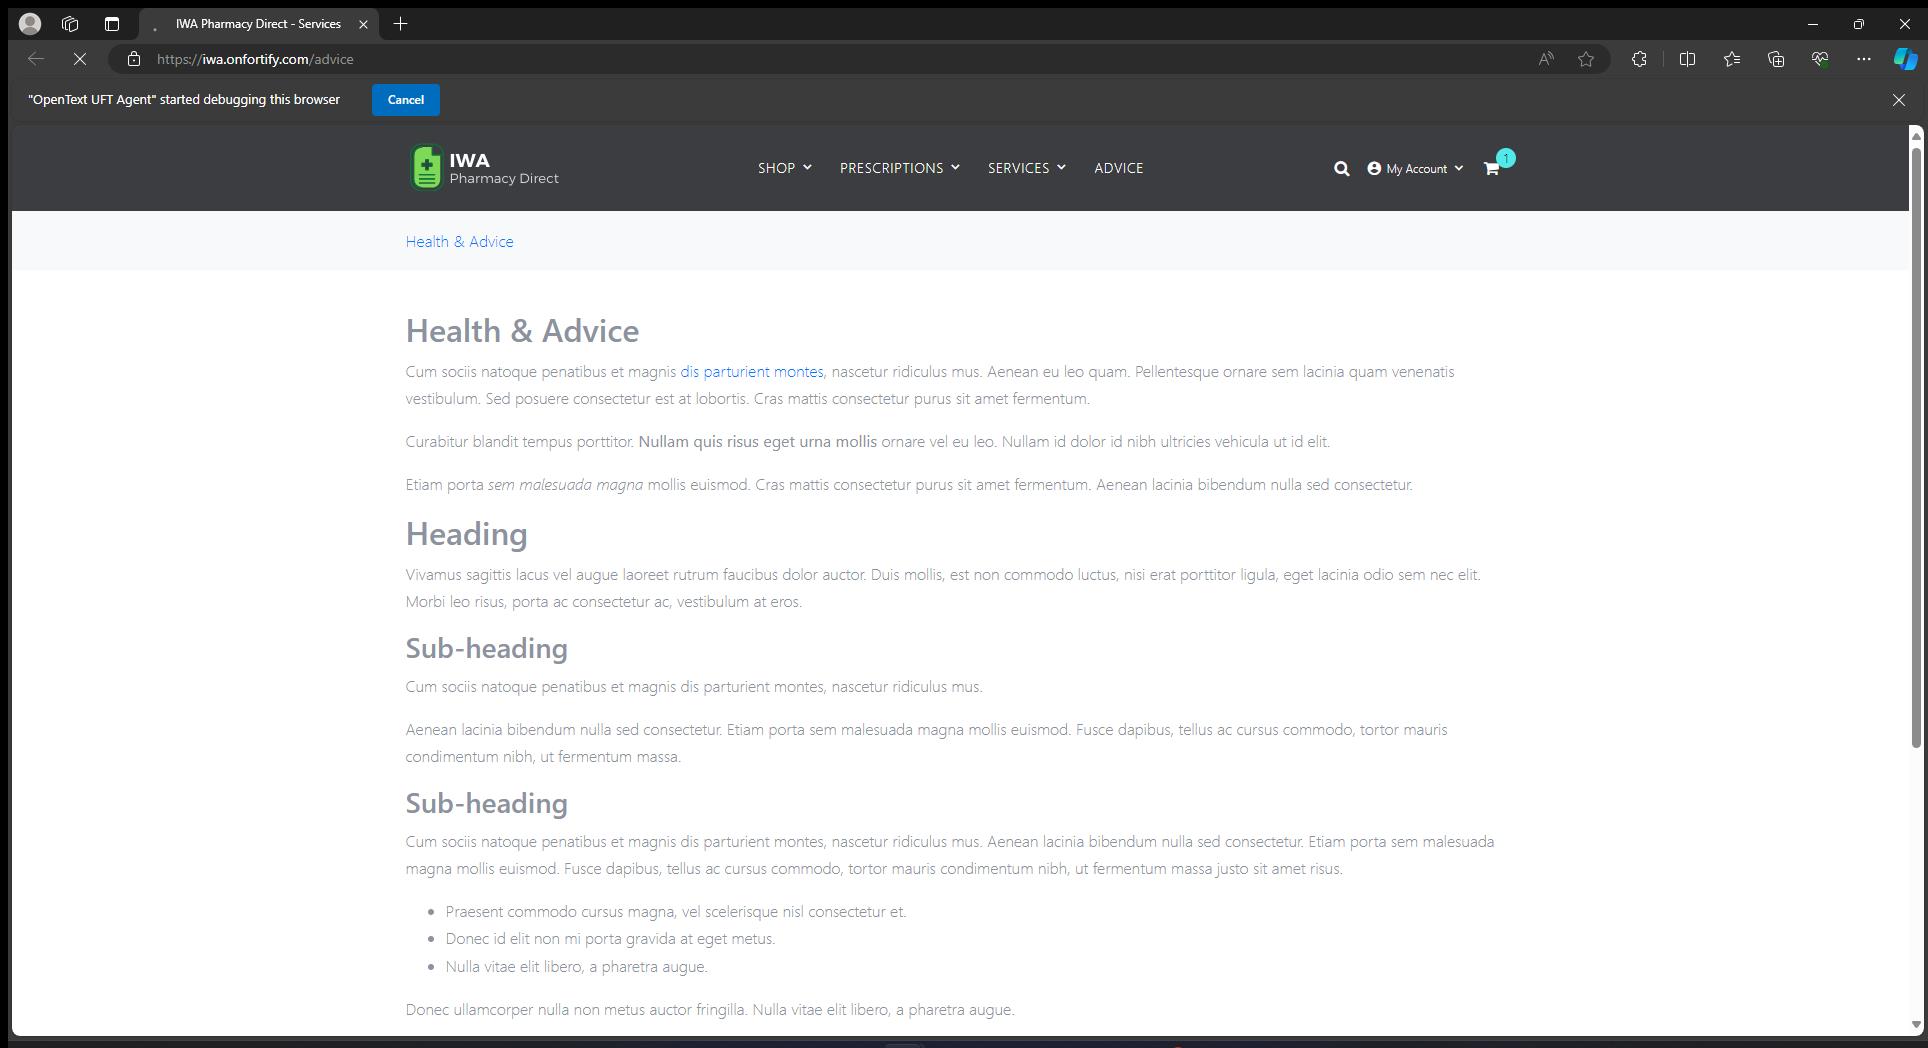 IWA Pharmacy Direct - Services
https://iwa.onfortify.com/advice
"OpenText UFT Agent" started debugging this browser
Cancel
IWA
Pharmacy Direct
SHOP
PRESCRIPTIONS
SERVICES
ADVICE
My Account
1
Health & Advice
Health & Advice
Cum sociis natoque penatibus et magnis dis parturient montes, nascetur ridiculus mus. Aenean eu leo quam. Pellentesque ornare sem lacinia quam venenatis
vestibulum. Sed posuere consectetur est at lobortis. Cras mattis consectetur purus sit amet fermentum.
Curabitur blandit tempus porttitor. Nullam quis risus eget urna mollis ornare vel eu leo. Nullam id dolor id nibh ultricies vehicula ut id elit.
Etiam porta sem malesuada magna mollis euismod. Cras mattis consectetur purus sit amet fermentum. Aenean lacinia bibendum nulla sed consectetur.
Heading
Vivamus sagittis lacus vel augue laoreet rutrum faucibus dolor auctor. Duis mollis, est non commodo luctus, nisi erat porttitor ligula, eget lacinia odio sem nec elit.
Morbi leo risus, porta ac consectetur ac, vestibulum at eros.
Sub-heading
Cum sociis natoque penatibus et magnis dis parturient montes, nascetur ridiculus mus.
Aenean lacinia bibendum nulla sed consectetur. Etiam porta sem malesuada magna mollis euismod. Fusce dapibus, tellus ac cursus commodo, tortor mauris
condimentum nibh, ut fermentum massa.
Sub-heading
Cum sociis natoque penatibus et magnis dis parturient montes, nascetur ridiculus mus. Aenean lacinia bibendum nulla sed consectetur. Etiam porta sem malesuada
magna mollis euismod. Fusce dapibus, tellus ac cursus commodo, tortor mauris condimentum nibh, ut fermentum massa justo sit amet risus.
• Praesent commodo cursus magna, vel scelerisque nisl consectetur et.
• Donec id elit non mi porta gravida at eget metus.
• Nulla vitae elit libero, a pharetra augue.
Donec ullamcorper nulla non metus auctor fringilla. Nulla vitae elit libero, a pharetra augue.